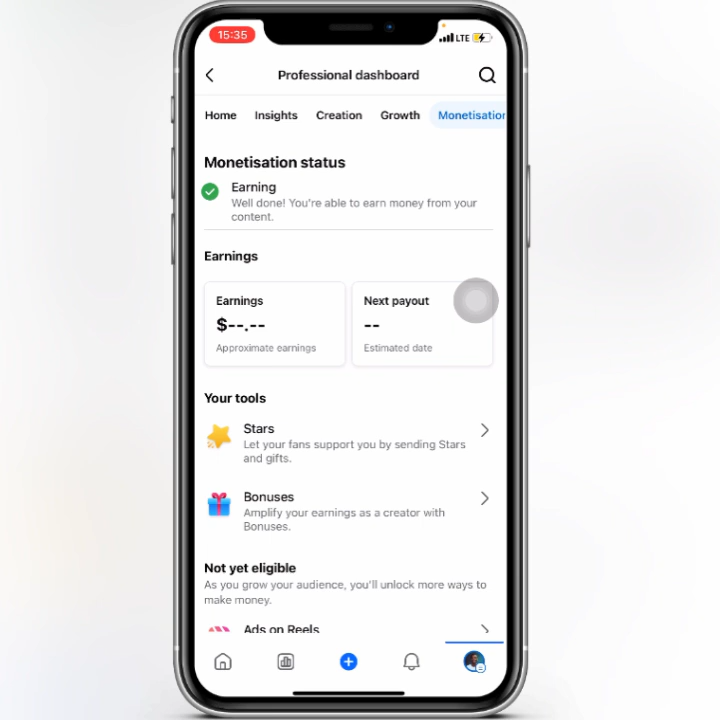 15:35
LTE
Professional dashboard
Home Insights Creation Growth Monetisation
Monetisation status
Earning
Well done! You're able to earn money from your
content.
Earnings
Earnings
$--.--
Approximate earnings
Next payout
--
Estimated date
Your tools
Stars
Let your fans support you by sending Stars
and gifts.
Bonuses
Amplify your earnings as a creator with
Bonuses.
Not yet eligible
As you grow your audience, you'll unlock more ways to
make money.
Ads on Reels